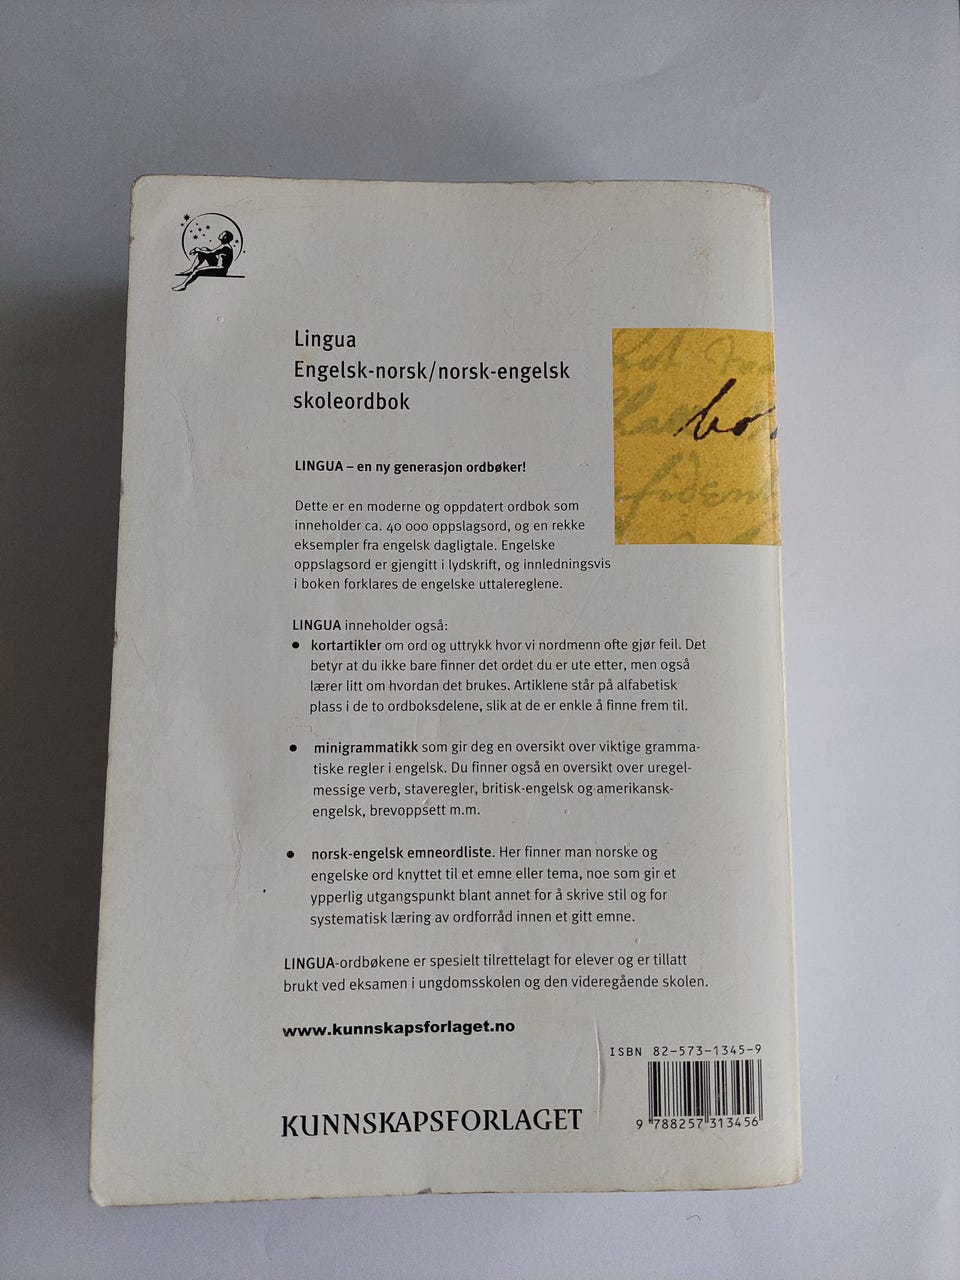 Lingua
Engelsk-norsk/norsk-engelsk
skoleordbok
LINGUA – en ny generasjon ordbøker!
Dette er en moderne og oppdatert ordbok som
inneholder ca. 40 000 oppslagsord, og en rekke
eksempler fra engelsk dagligtale. Engelske
oppslagsord er gjengitt i lydskrift, og innledningsvis
i boken forklares de engelske uttalereglene.
LINGUA inneholder også:
• kortartikler om ord og uttrykk hvor vi nordmenn ofte gjør feil. Det
betyr at du ikke bare finner det ordet du er ute etter, men også
lærer litt om hvordan det brukes. Artiklene står på alfabetisk
plass i de to ordboksdelene, slik at de er enkle å finne frem til.
• minigrammatikk som gir deg en oversikt over viktige gramma-
tiske regler i engelsk. Du finner også en oversikt over uregel-
messige verb, staveregler, britisk-engelsk og amerikansk-
engelsk, brevoppsett m.m.
• norsk-engelsk emneordliste. Her finner man norske og
engelske ord knyttet til et emne eller tema, noe som gir et
ypperlig utgangspunkt blant annet for å skrive stil og for
systematisk læring av ordforråd innen et gitt emne.
LINGUA-ordbøkene er spesielt tilrettelagt for elever og er tillatt
brukt ved eksamen i ungdomsskolen og den videregående skolen.
www.kunnskapsforlaget.no
ISBN 82-573-1345-9
9 788257 313456
KUNNSKAPSFORLAGET